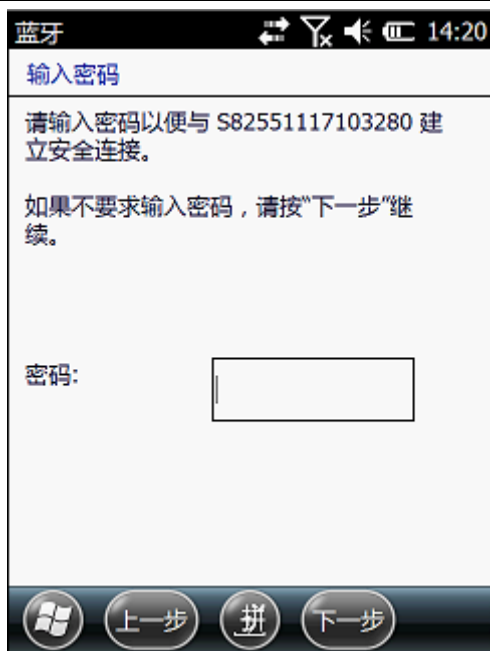 蓝牙 14:20
输入密码
请输入密码以便与 S82551117103280 建
立安全连接。
如果不要求输入密码，请按“下一步”继
续。
密码:
上一步 拼 下一步